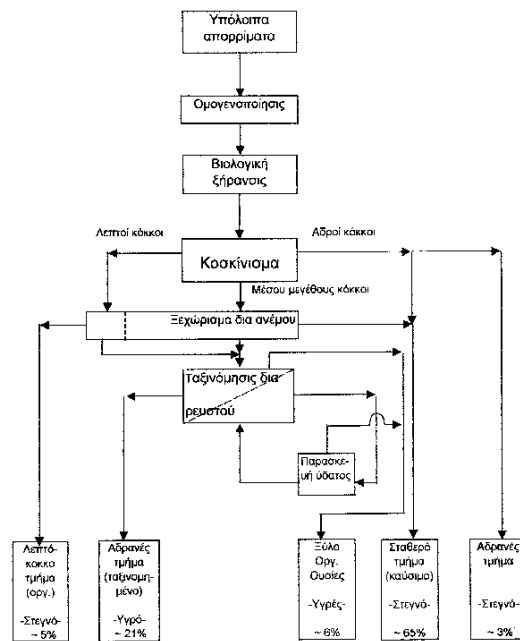 Υπόλοιπα
απορρίματα
Ομογενοποίησις
Βιολογική
ξήρανσις
Λεπτοί κόκκοι
Αδροί κόκκοι
Κοσκίνισμα
Μέσου μεγέθους κόκκοι
Ξεχώρισμα δια ανέμου
Ταξινόμησις δια
ρευστού
Παρασκε-
υή ύδατος
Λεπτό-
κοκκο
τμήμα
(οργ.)
-Στεγνό-
~ 5%
Αδρανές
τμήμα
(ταξινομη-
μένο)
-Υγρό-
~ 21%
Ξύλο
Οργ.
Ουσίες
-Υγρές-
~ 6%
Σταθερό
τμήμα
(καύσιμο)
-Στεγνό-
~ 65%
Αδρανές
τμήμα
-Στεγνό-
~ 3%